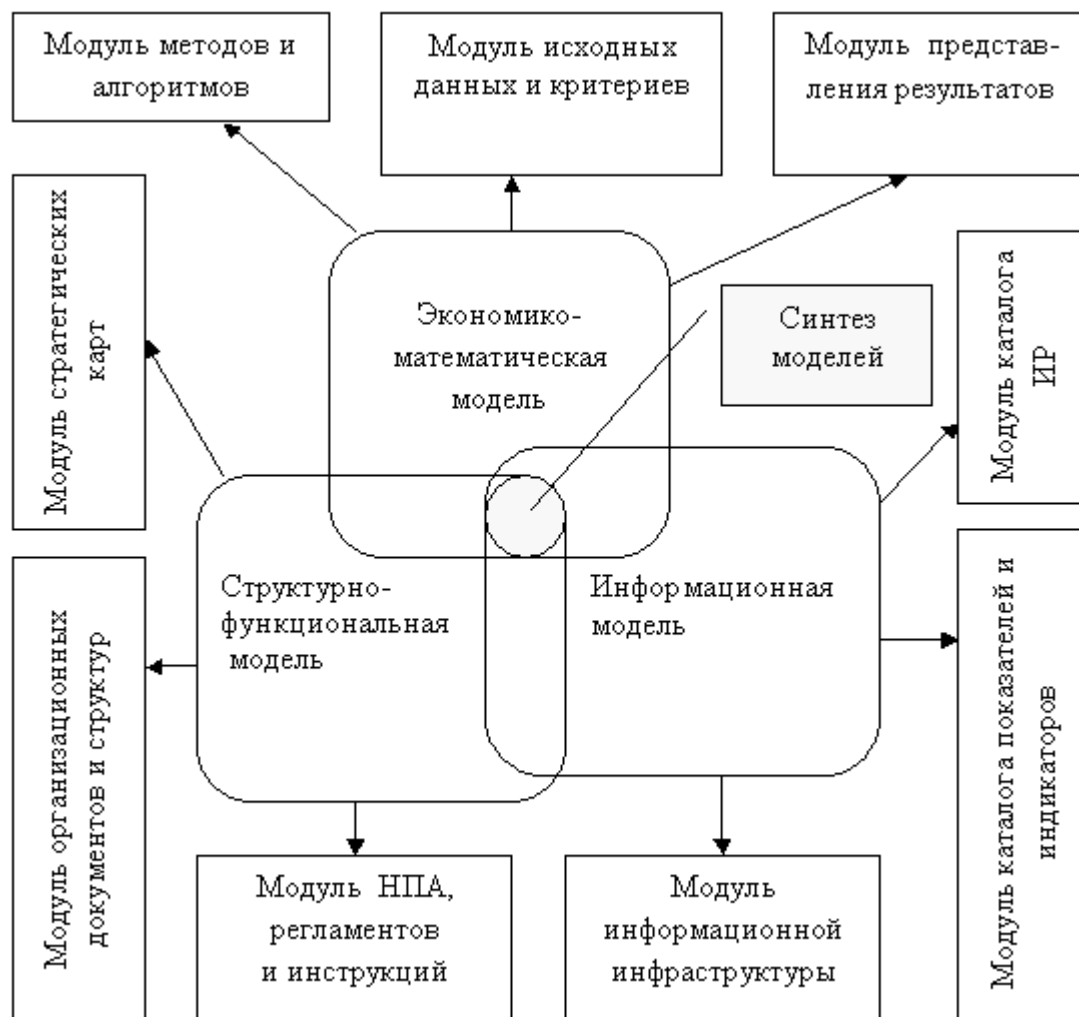 Модуль методов и
алгоритмов
Модуль исходных
данных и критериев
Модуль представ-
ления результатов
Модуль стратегических
карт
Экономико-
математическая
модель
Синтез
моделей
Модуль каталога
ИР
Структурно-
функциональная
модель
Информационная
модель
Модуль организационных
документов и структур
Модуль каталога показателей и
индикаторов
Модуль НПА,
регламентов
и инструкций
Модуль
информационной
инфраструктуры